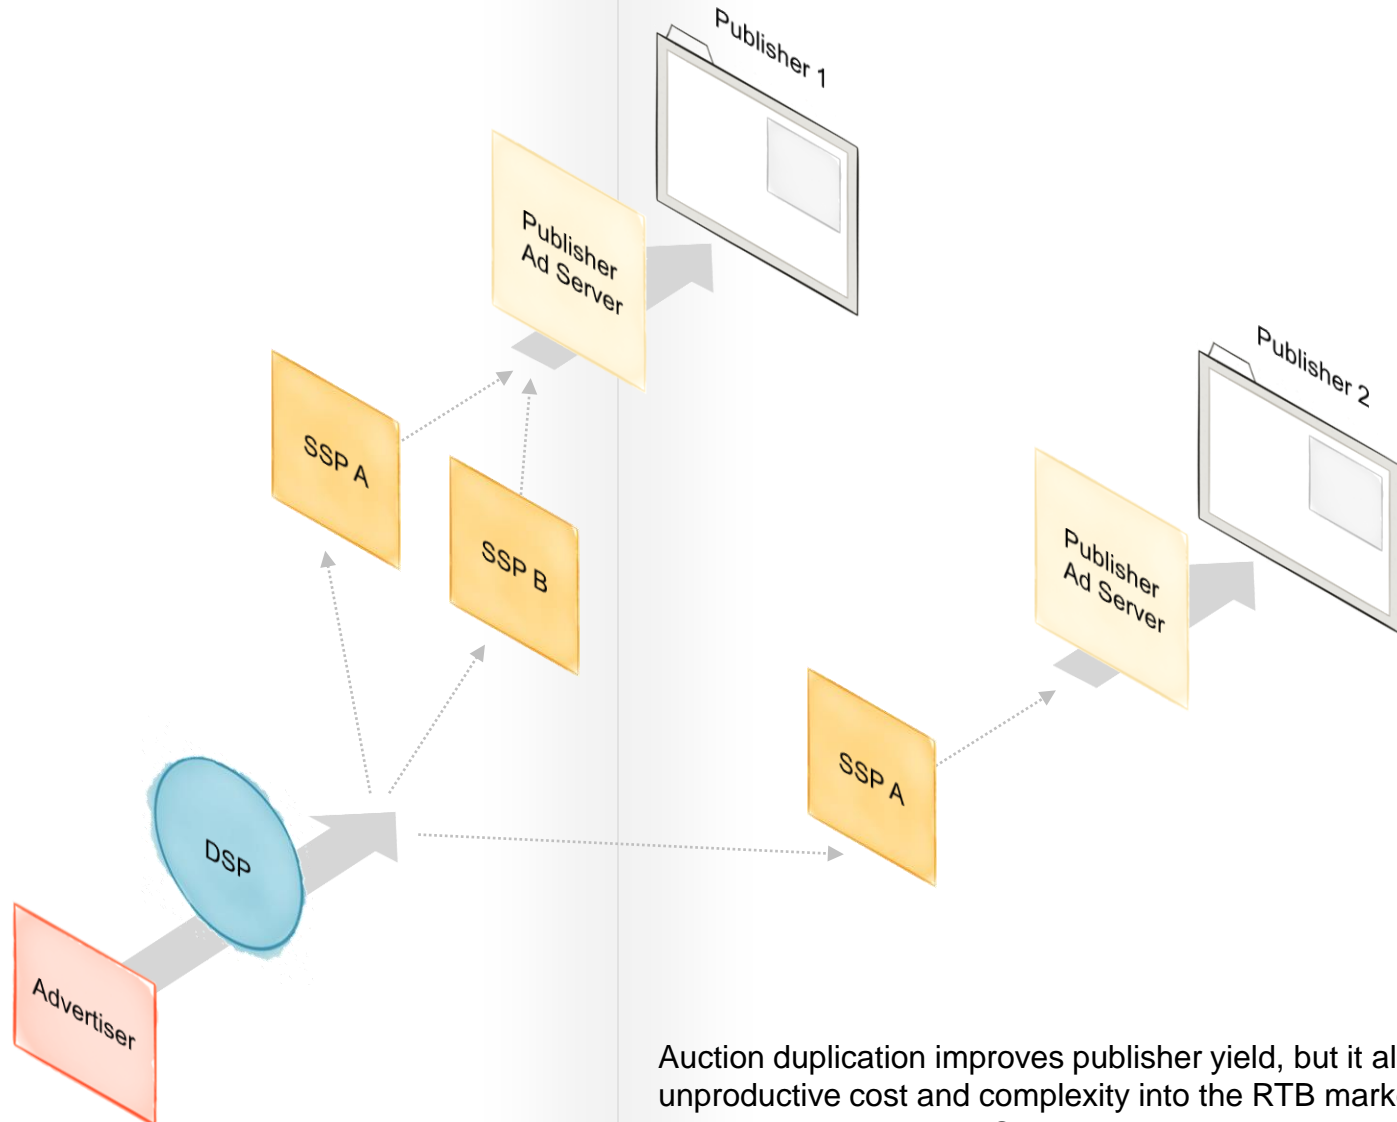 Publisher 1
Publisher
Ad Server
Publisher 2
SSP A
SSP B
Publisher
Ad Server
SSP A
DSP
Advertiser
Auction duplication improves publisher yield, but it al
unproductive cost and complexity into the RTB mark